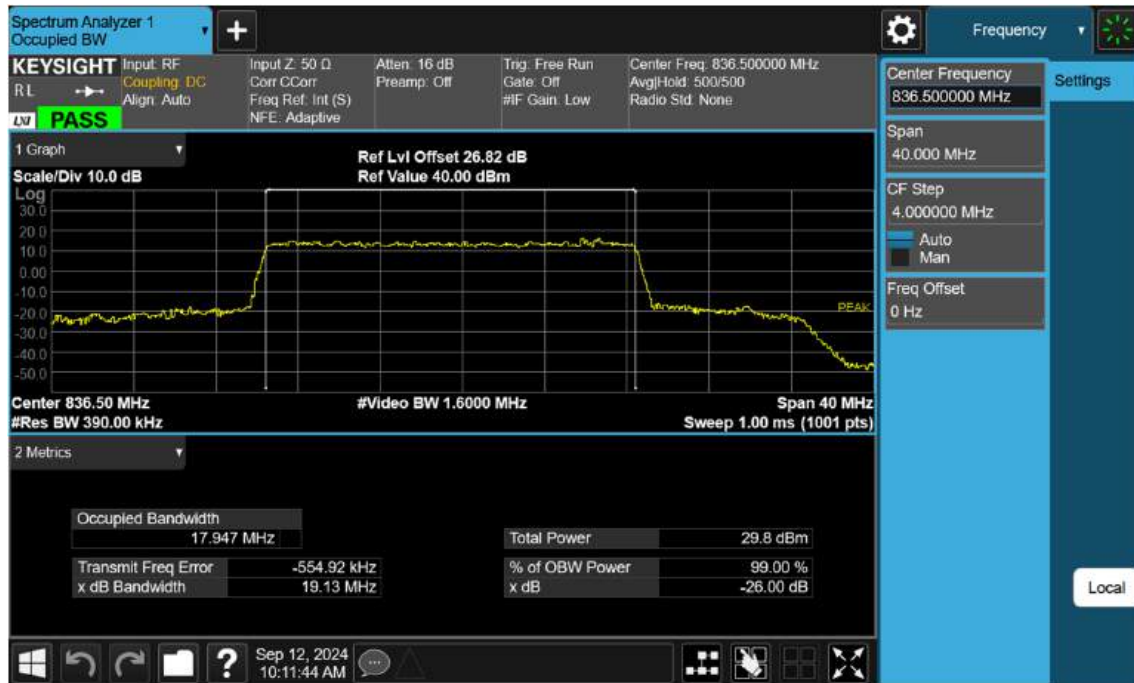 Spectrum Analyzer 1
Occupied BW
Frequency
KEYSIGHT
RL
LXI
PASS
Input: RF
Coupling: DC
Align: Auto
Input Z: 50 Ω
Corr CCorr
Freq Ref: Int (S)
NFE: Adaptive
Atten: 16 dB
Preamp: Off
Trig: Free Run
Gate: Off
#IF Gain: Low
Center Freq: 836.500000 MHz
Avg|Hold: 500/500
Radio Std: None
Center Frequency
836.500000 MHz
Settings
Span
40.000 MHz
CF Step
4.000000 MHz
Auto
Man
Freq Offset
0 Hz
1 Graph
Scale/Div 10.0 dB
Ref Lvl Offset 26.82 dB
Ref Value 40.00 dBm
Log
30.0
20.0
10.0
0.00
-10.0
-20.0
-30.0
-40.0
-50.0
PEAK
Center 836.50 MHz
#Res BW 390.00 kHz
#Video BW 1.6000 MHz
Span 40 MHz
Sweep 1.00 ms (1001 pts)
2 Metrics
Occupied Bandwidth
17.947 MHz
Transmit Freq Error -554.92 kHz
x dB Bandwidth 19.13 MHz
Total Power 29.8 dBm
% of OBW Power 99.00 %
x dB -26.00 dB
Local
?
Sep 12, 2024
10:11:44 AM